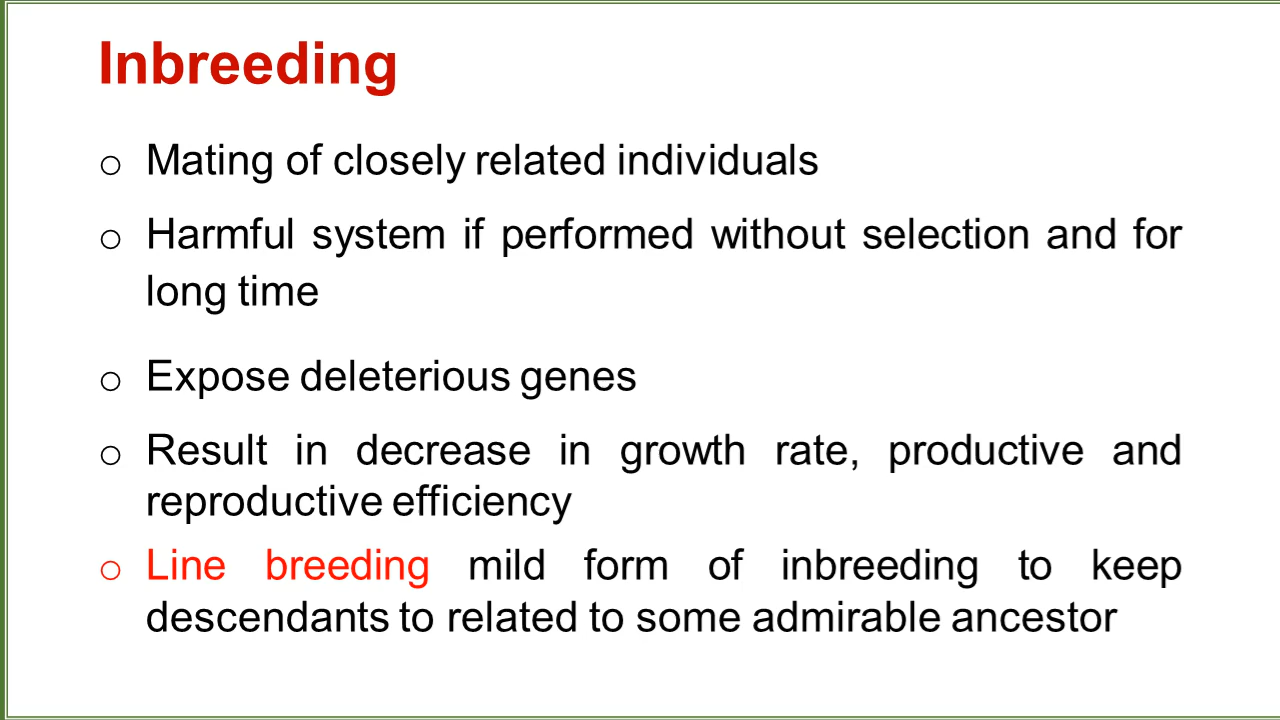 Inbreeding
o Mating of closely related individuals
o Harmful system if performed without selection and for
long time
o Expose deleterious genes
o Result in decrease in growth rate, productive and
reproductive efficiency
o Line breeding mild form of inbreeding to keep
descendants to related to some admirable ancestor